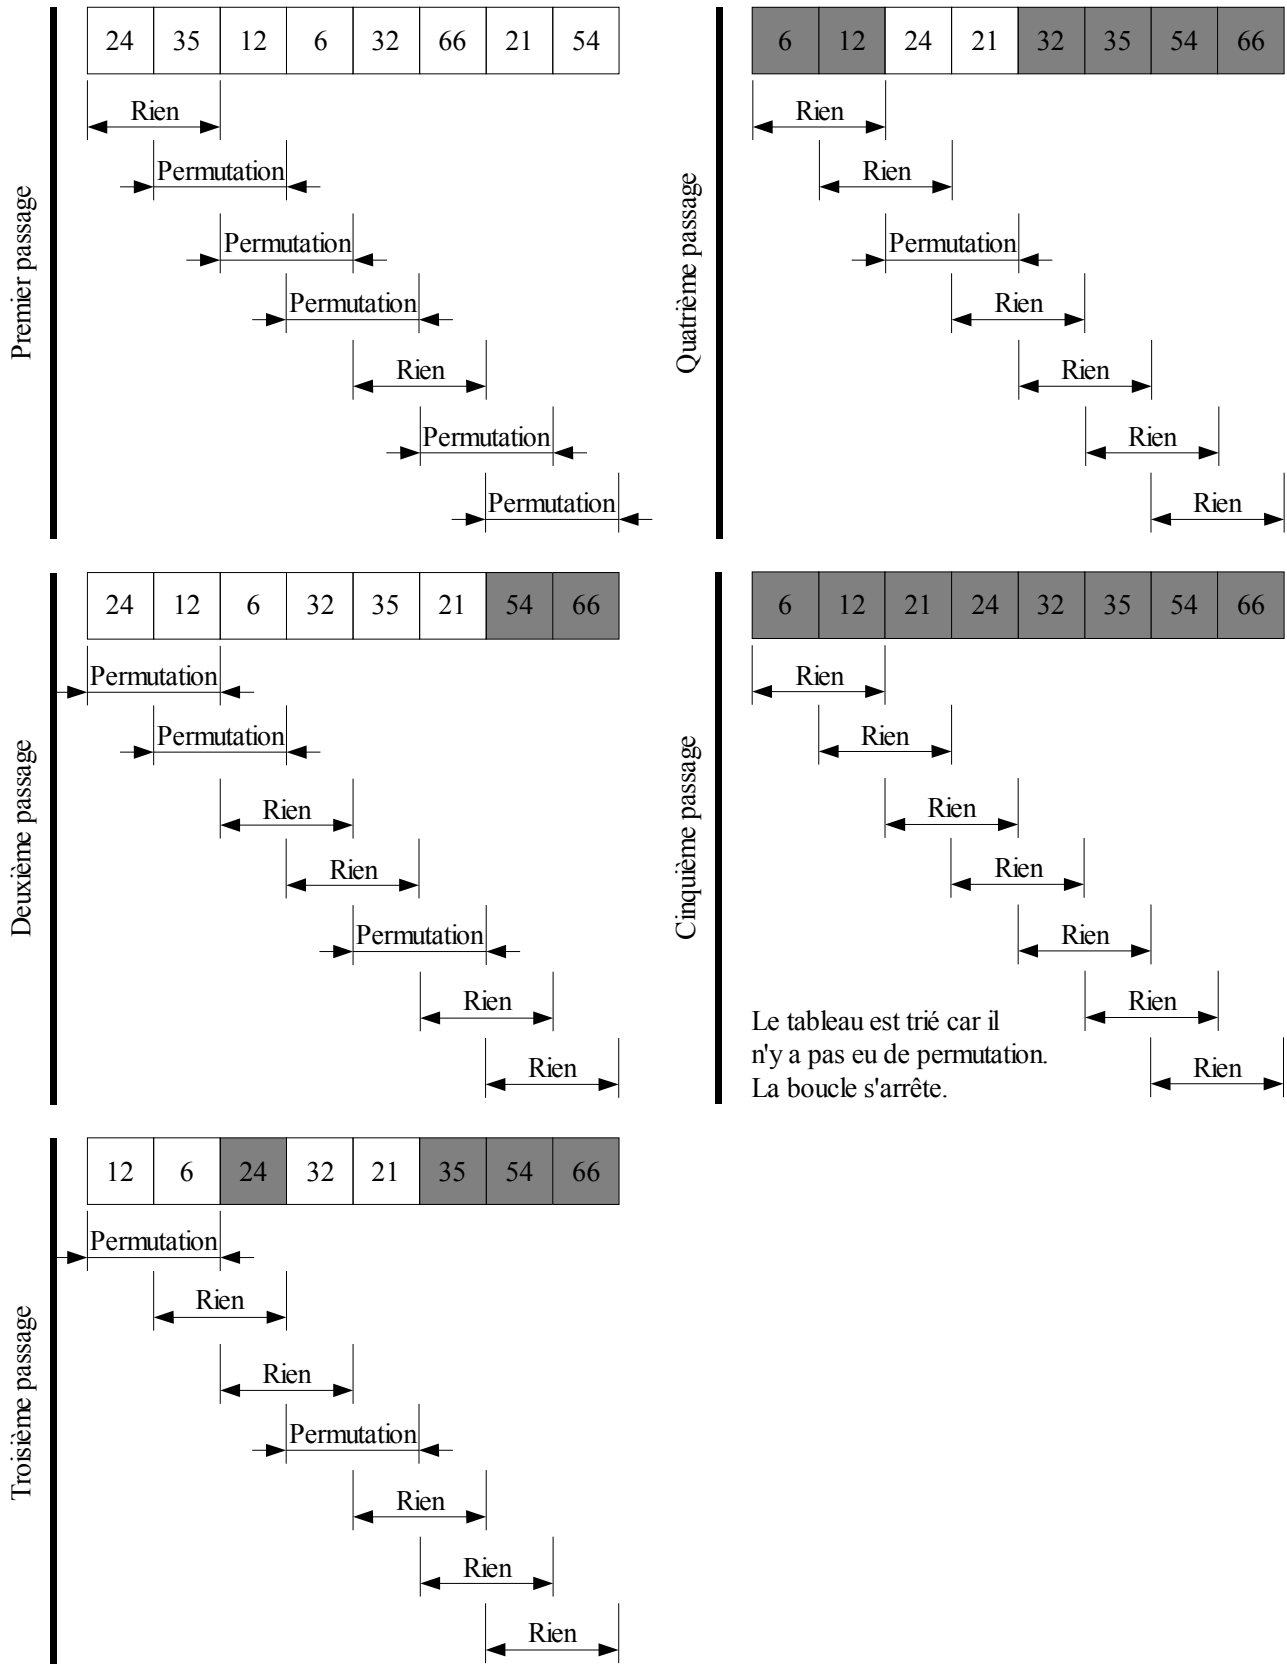 Premier passage
24 35 12 6 32 66 21 54
Rien
Permutation
Permutation
Permutation
Rien
Permutation
Permutation
Deuxième passage
24 12 6 32 35 21 54 66
Permutation
Permutation
Rien
Rien
Permutation
Rien
Rien
Troisième passage
12 6 24 32 21 35 54 66
Permutation
Rien
Rien
Permutation
Rien
Rien
Rien
Quatrième passage
6 12 24 21 32 35 54 66
Rien
Rien
Permutation
Rien
Rien
Rien
Rien
Cinquième passage
6 12 21 24 32 35 54 66
Rien
Rien
Rien
Rien
Rien
Rien
Rien
Le tableau est trié car il
n'y a pas eu de permutation.
La boucle s'arrête.